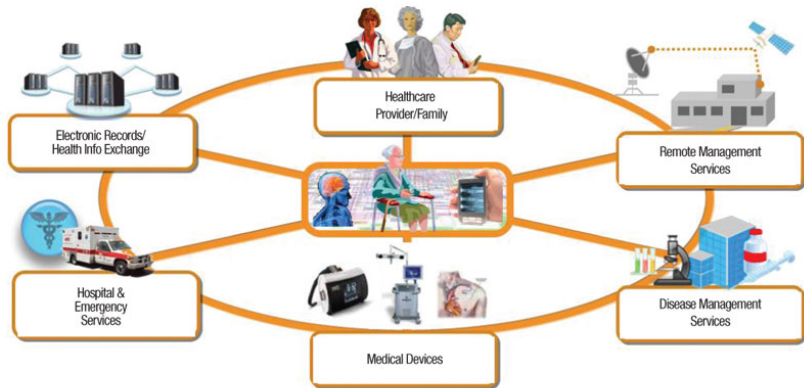 Healthcare
Provider/Family
Electronic Records/
Health Info Exchange
Remote Management
Services
Hospital &
Emergency
Services
Disease Management
Services
Medical Devices